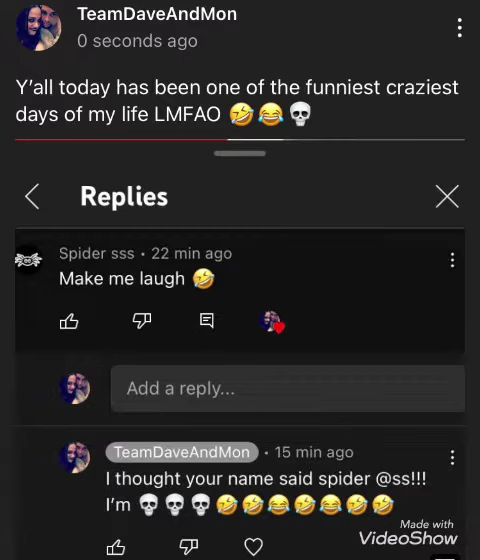 TeamDaveAndMon
0 seconds ago
Y'all today has been one of the funniest craziest
days of my life LMFAO 🤣😂💀
Replies
Spider sss • 22 min ago
Make me laugh 🤣
Add a reply...
TeamDaveAndMon • 15 min ago
I thought your name said spider @ss!!!
I'm 💀💀💀🤣🤣😂🤣😂🤣🤣
Made with
VideoShow